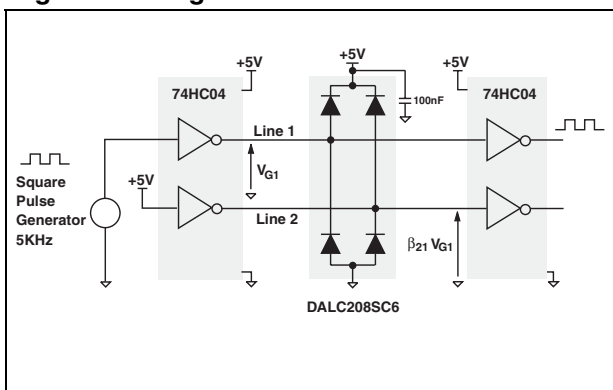 +5V
+5V
+5V
74HC04
74HC04
100nF
Line 1
VG1
Square
Pulse
Generator
5KHz
+5V
Line 2
β21 VG1
DALC208SC6